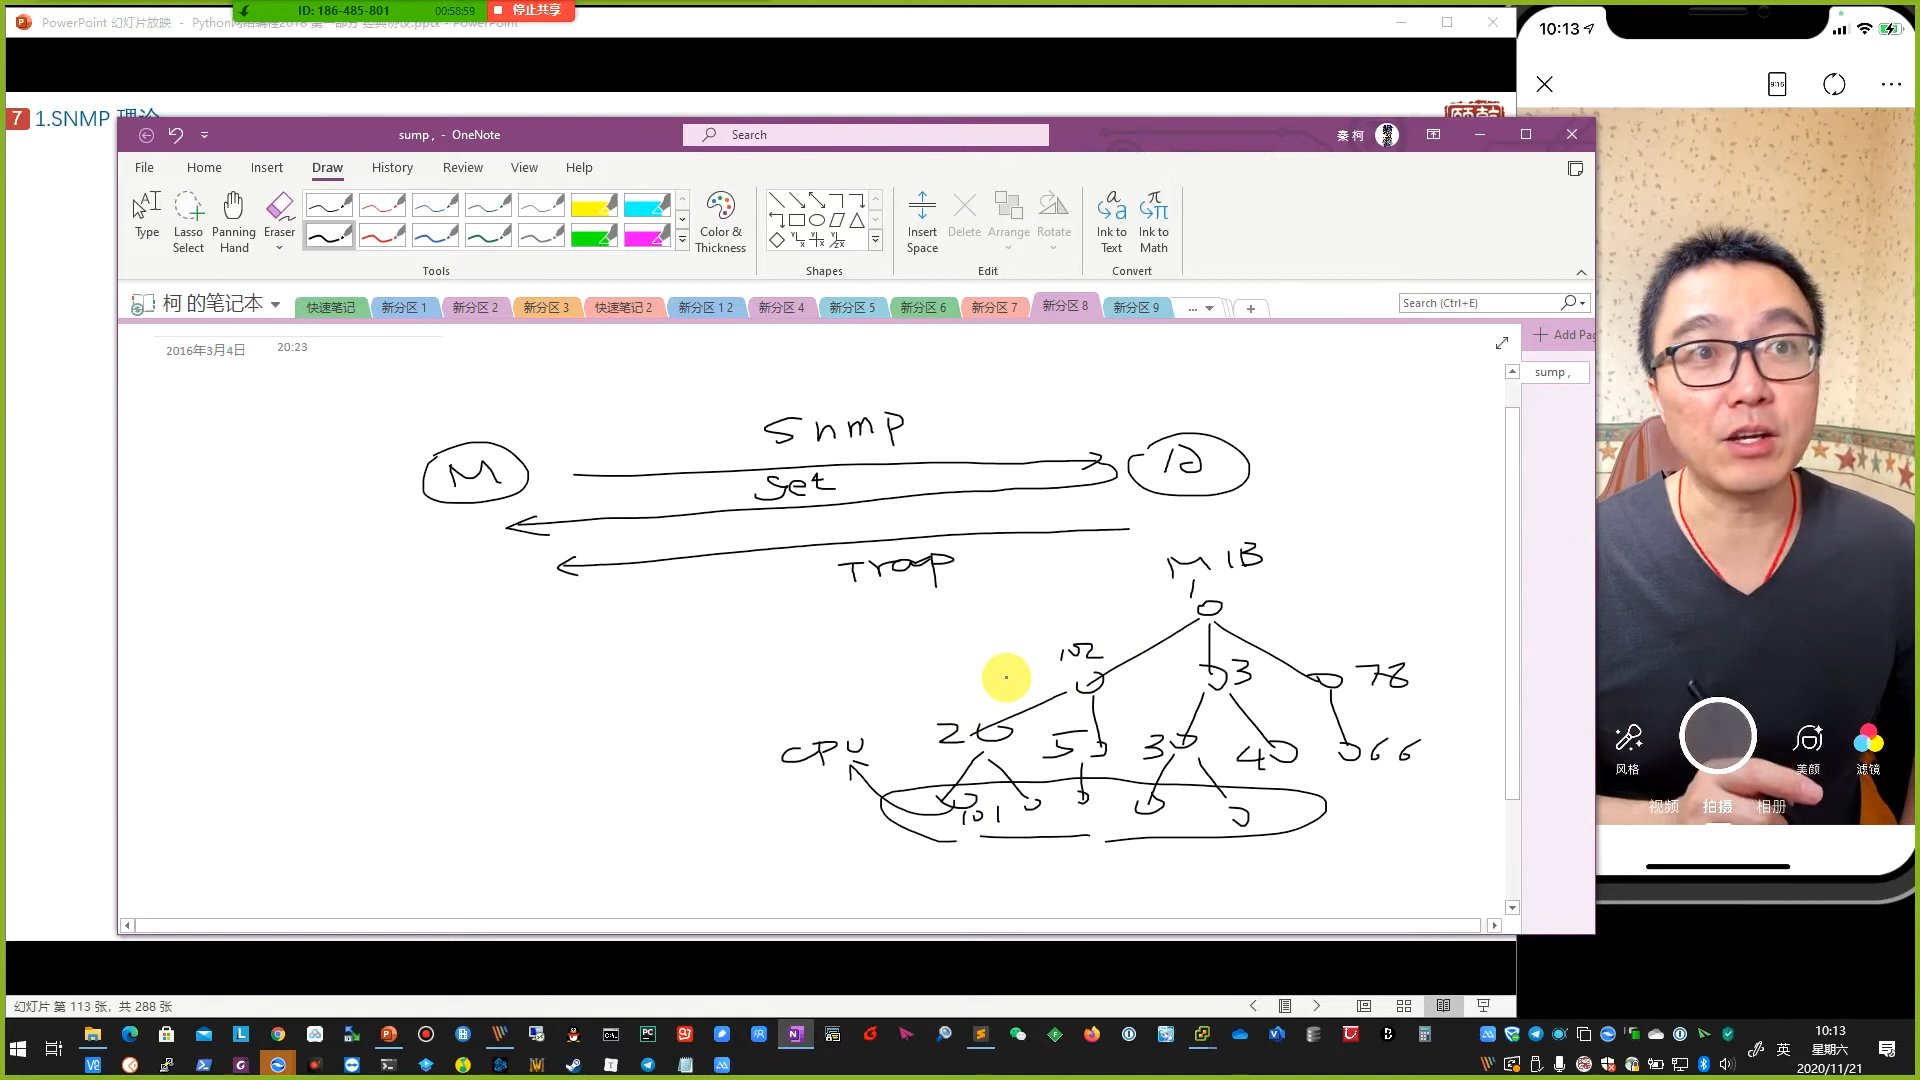 PowerPoint 幻灯片放映 - Python网络编程2018 第一部分 经典协议.pptx - PowerPoint
ID: 186-485-801 00:58:59 停止共享
7 1.SNMP 理论
sump , - OneNote
Search
秦 柯
File Home Insert Draw History Review View Help
Type
Lasso Select
Panning Hand
Eraser
Color & Thickness
Insert Space
Delete
Arrange
Rotate
Ink to Text
Ink to Math
Tools Shapes Edit Convert
柯 的笔记本
快速笔记 新分区 1 新分区 2 新分区 3 快速笔记 2 新分区 1 2 新分区 4 新分区 5 新分区 6 新分区 7 新分区 8 新分区 9 ...
Search (Ctrl+E)
2016年3月4日 20:23
Add Pag
sump ,
Snmp
M
Set
Trap
MIB
1
102
3
78
2
5
3
4
66
CPU
101
10:13
9:16
风格
美颜
滤镜
视频 拍摄 相册
幻灯片 第 113 张，共 288 张
英
10:13
星期六
2020/11/21